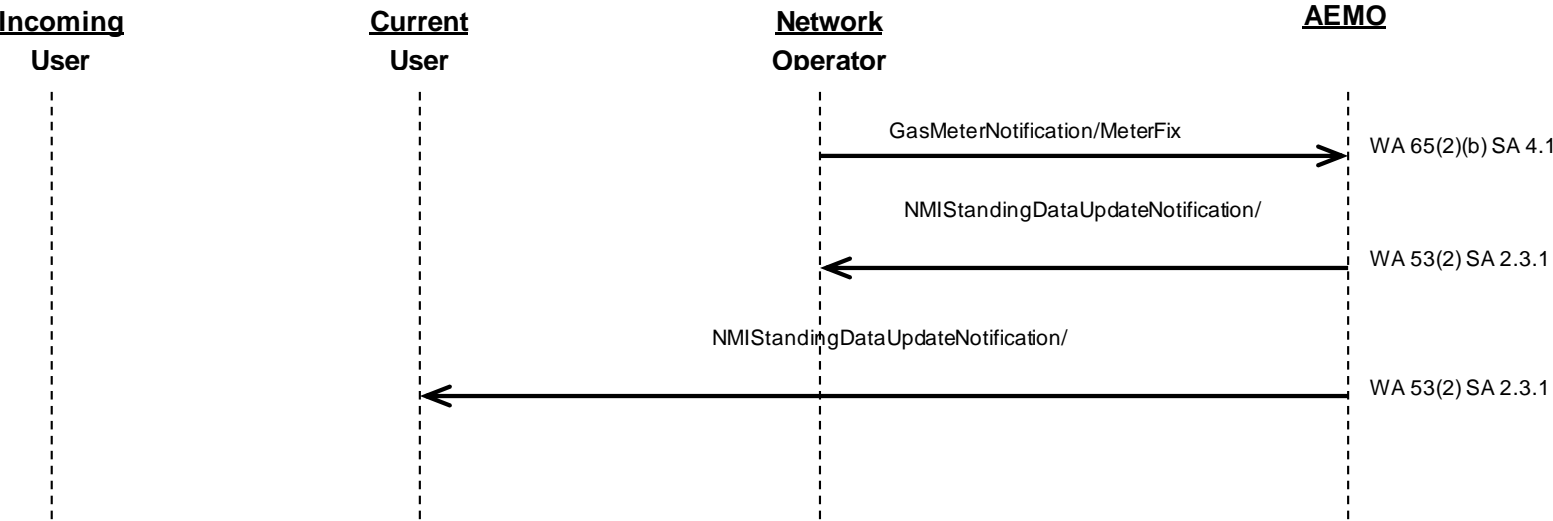 Incoming
User
Current
User
Network
Operator
AEMO
GasMeterNotification/MeterFix
WA 65(2)(b) SA 4.1
NMIStandingDataUpdateNotification/
WA 53(2) SA 2.3.1
NMIStandingDataUpdateNotification/
WA 53(2) SA 2.3.1